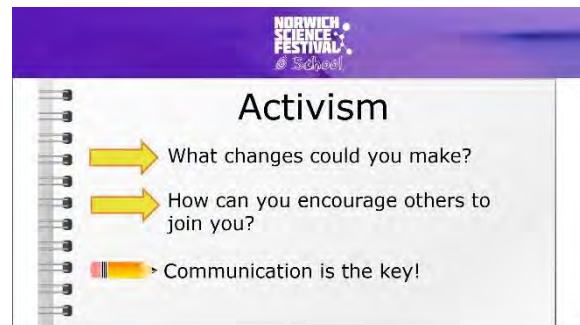 NORWICH
SCIENCE
FESTIVAL
@ School
Activism
What changes could you make?
How can you encourage others to
join you?
Communication is the key!